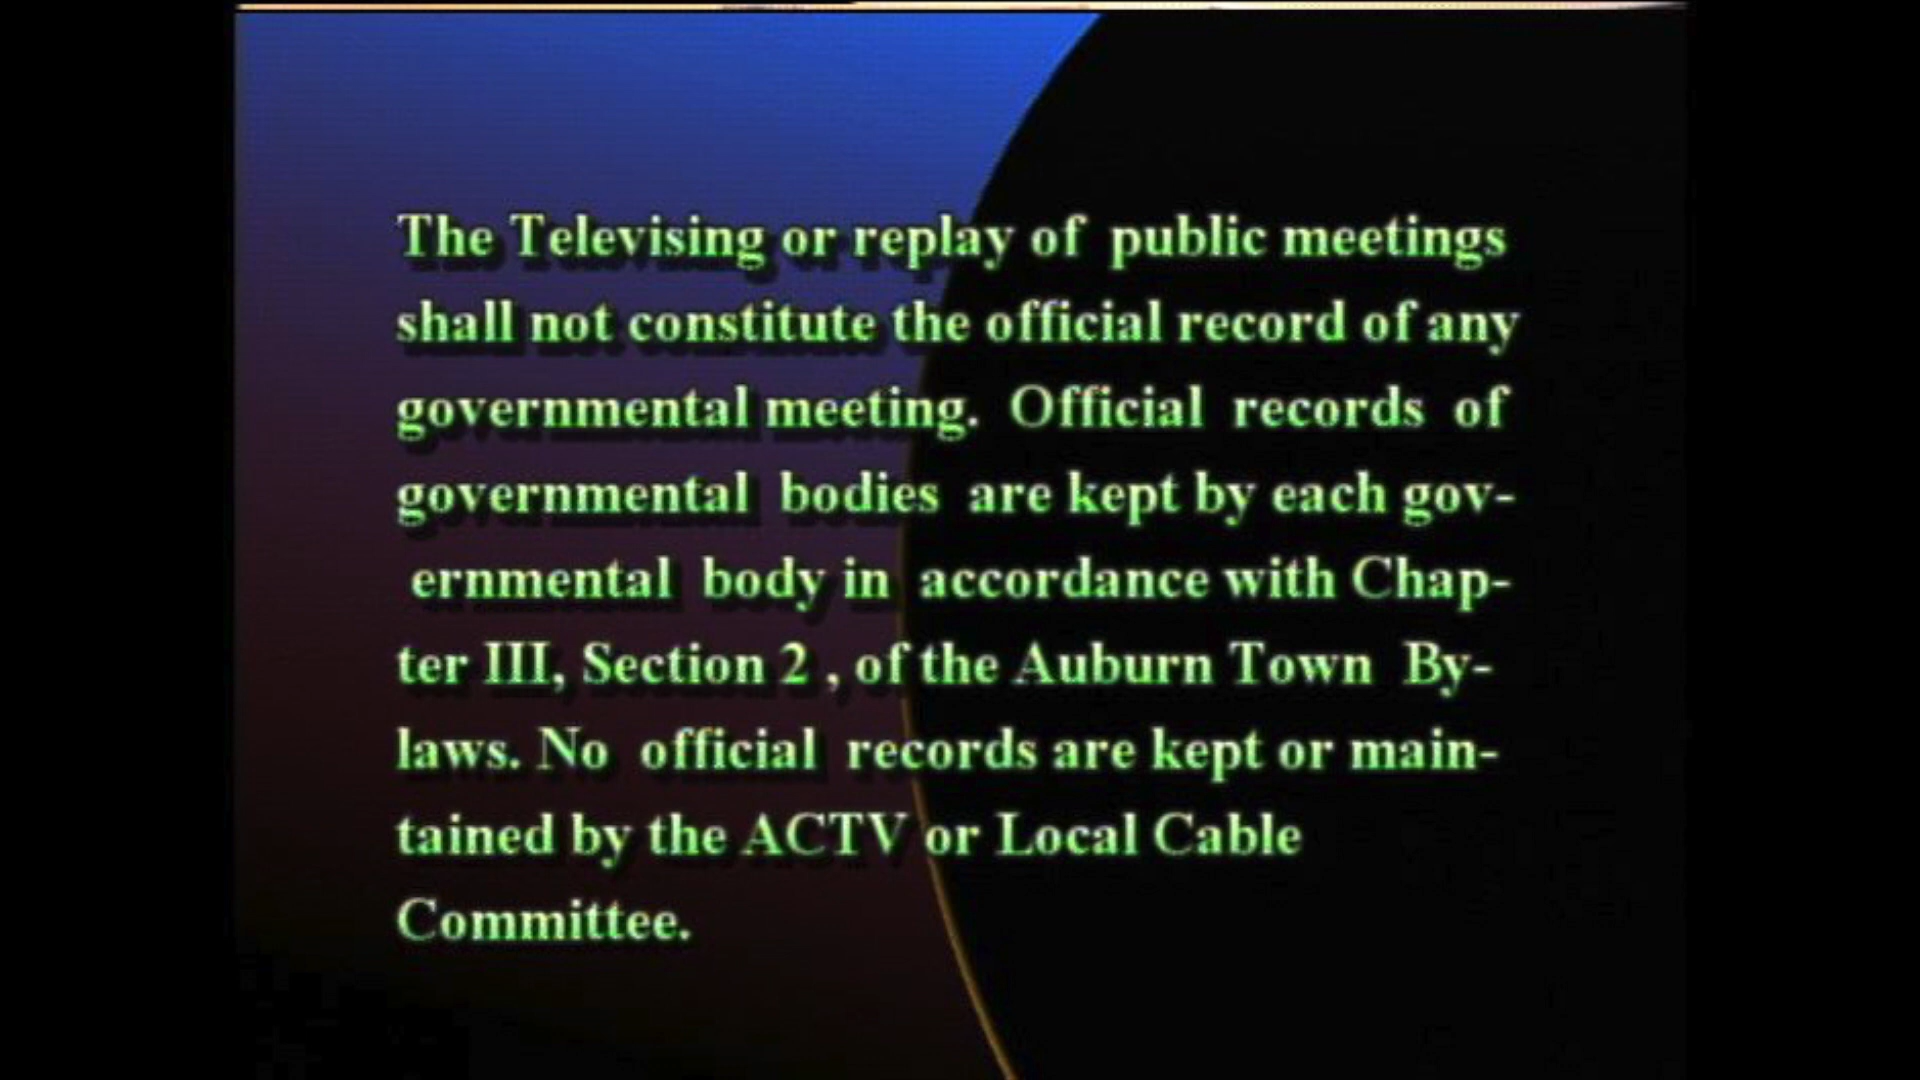 The Televising or replay of public meetings
shall not constitute the official record of any
governmental meeting. Official records of
governmental bodies are kept by each gov-
ernmental body in accordance with Chap-
ter III, Section 2 , of the Auburn Town By-
laws. No official records are kept or main-
tained by the ACTV or Local Cable
Committee.